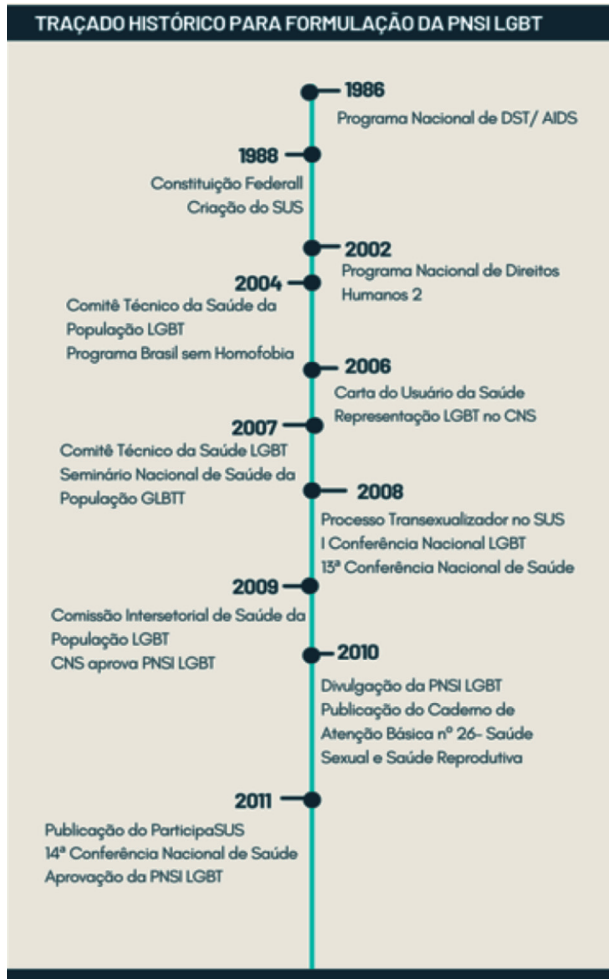 TRAÇADO HISTÓRICO PARA FORMULAÇÃO DA PNSI LGBT
1986
Programa Nacional de DST/ AIDS
1988
Constituição Federall
Criação do SUS
2002
Programa Nacional de Direitos
Humanos 2
2004
Comitê Técnico da Saúde da
População LGBT
Programa Brasil sem Homofobia
2006
Carta do Usuário da Saúde
Representação LGBT no CNS
2007
Comitê Técnico da Saúde LGBT
Seminário Nacional de Saúde da
População GLBTT
2008
Processo Transexualizador no SUS
I Conferência Nacional LGBT
13ª Conferência Nacional de Saúde
2009
Comissão Intersetorial de Saúde da
População LGBT
CNS aprova PNSI LGBT
2010
Divulgação da PNSI LGBT
Publicação do Caderno de
Atenção Básica nº 26- Saúde
Sexual e Saúde Reprodutiva
2011
Publicação do ParticipaSUS
14ª Conferência Nacional de Saúde
Aprovação da PNSI LGBT